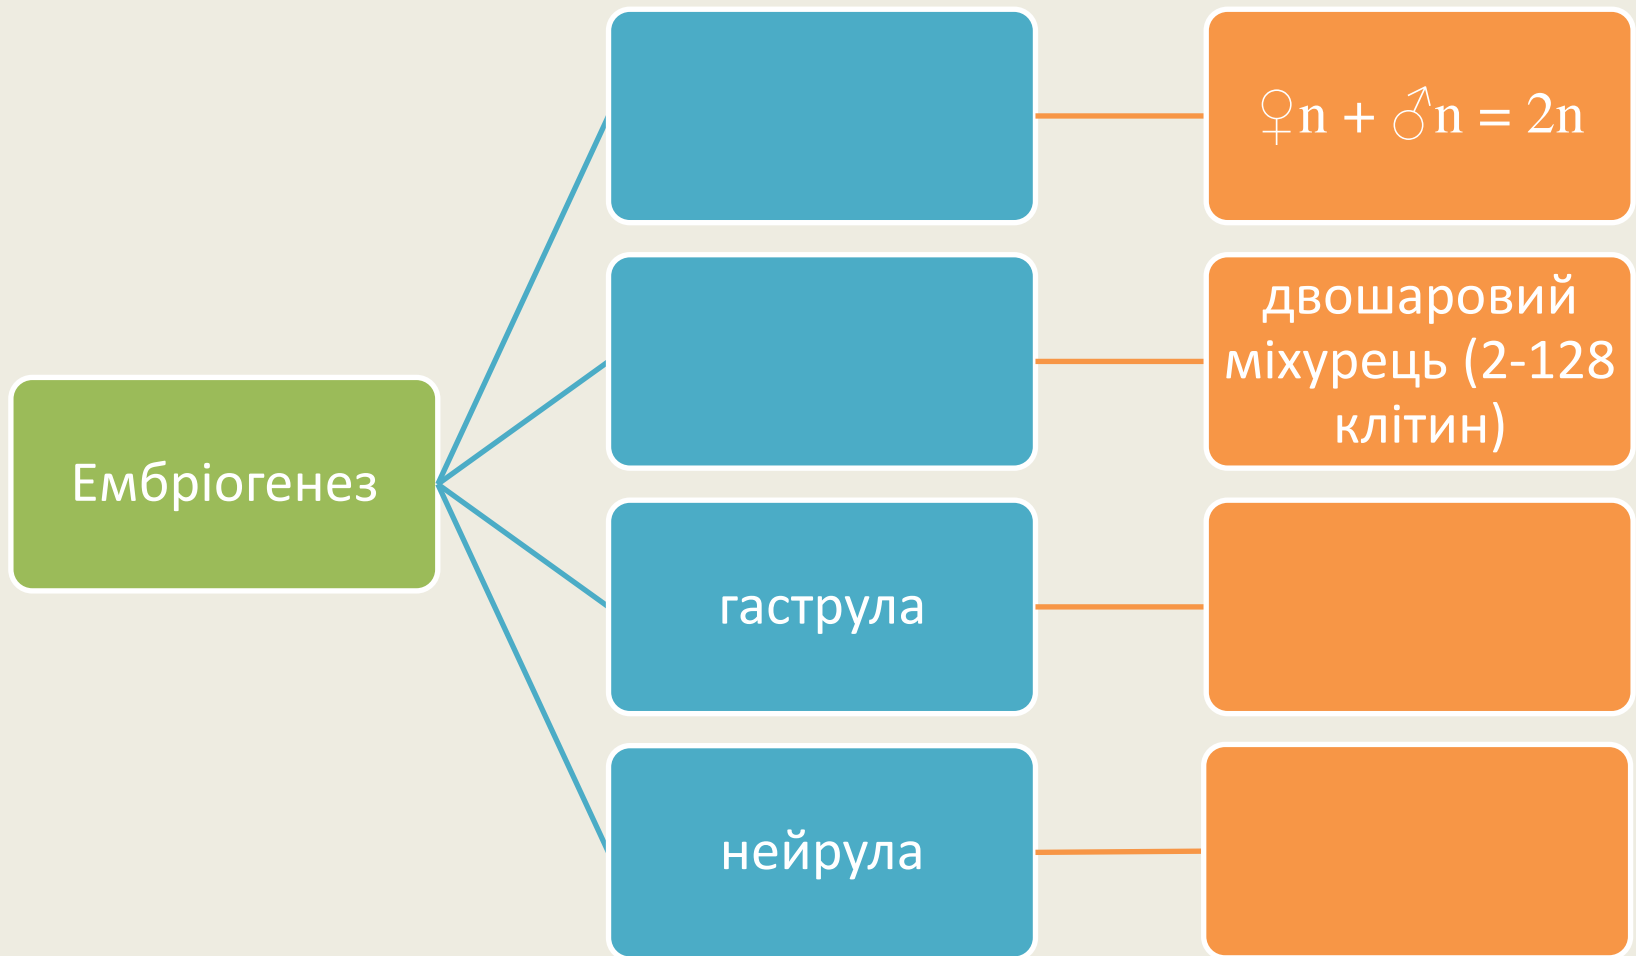 ♀n + ♂n = 2n
двошаровий
міхурець (2-128
клітин)
Ембріогенез
гаструла
нейрула